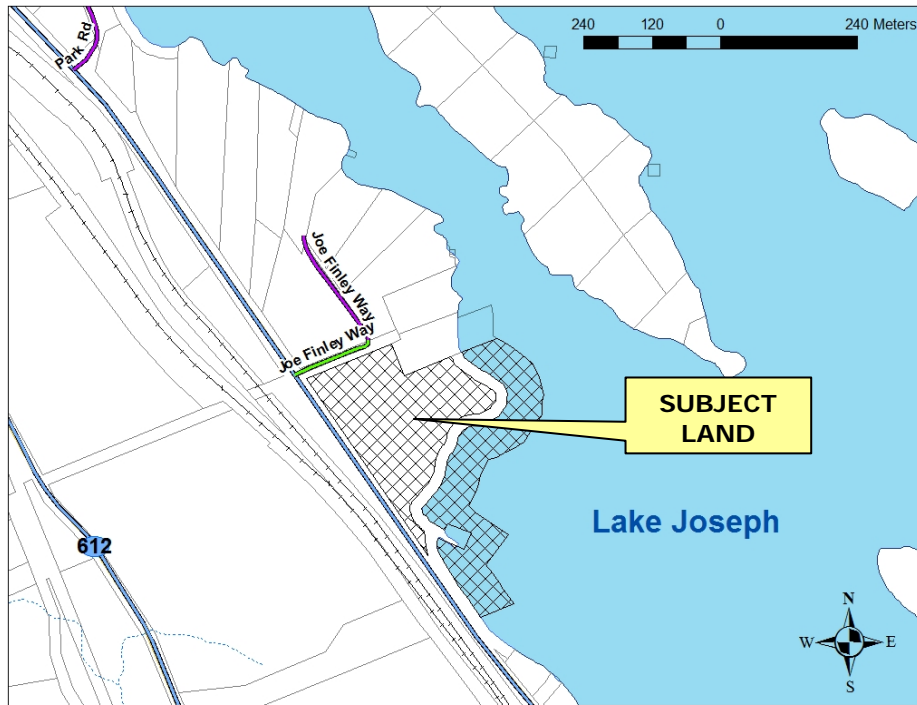 240 120 0 240 Meters
Park Rd
Joe Finley Way
Joe Finley Way
SUBJECT
LAND
Lake Joseph
612
N
W E
S